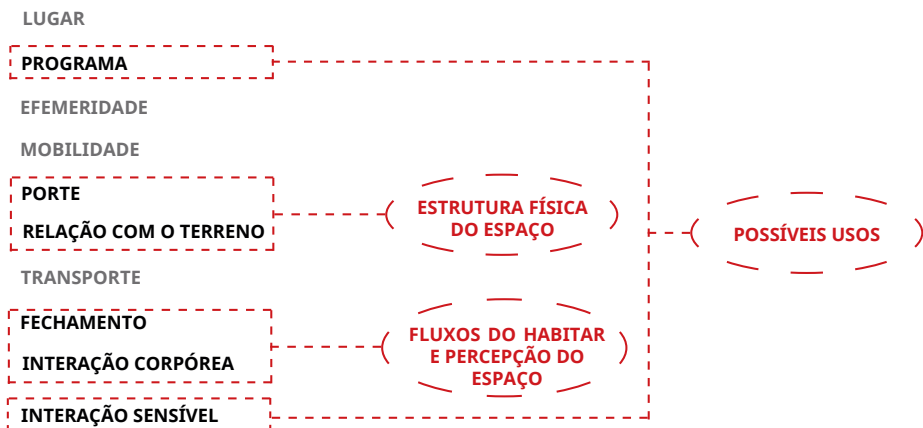 LUGAR
PROGRAMA
EFEMERIDADE
MOBILIDADE
PORTE
RELAÇÃO COM O TERRENO
ESTRUTURA FÍSICA
DO ESPAÇO
POSSÍVEIS USOS
TRANSPORTE
FECHAMENTO
INTERAÇÃO CORPÓREA
FLUXOS DO HABITAR
E PERCEPÇÃO DO
ESPAÇO
INTERAÇÃO SENSÍVEL